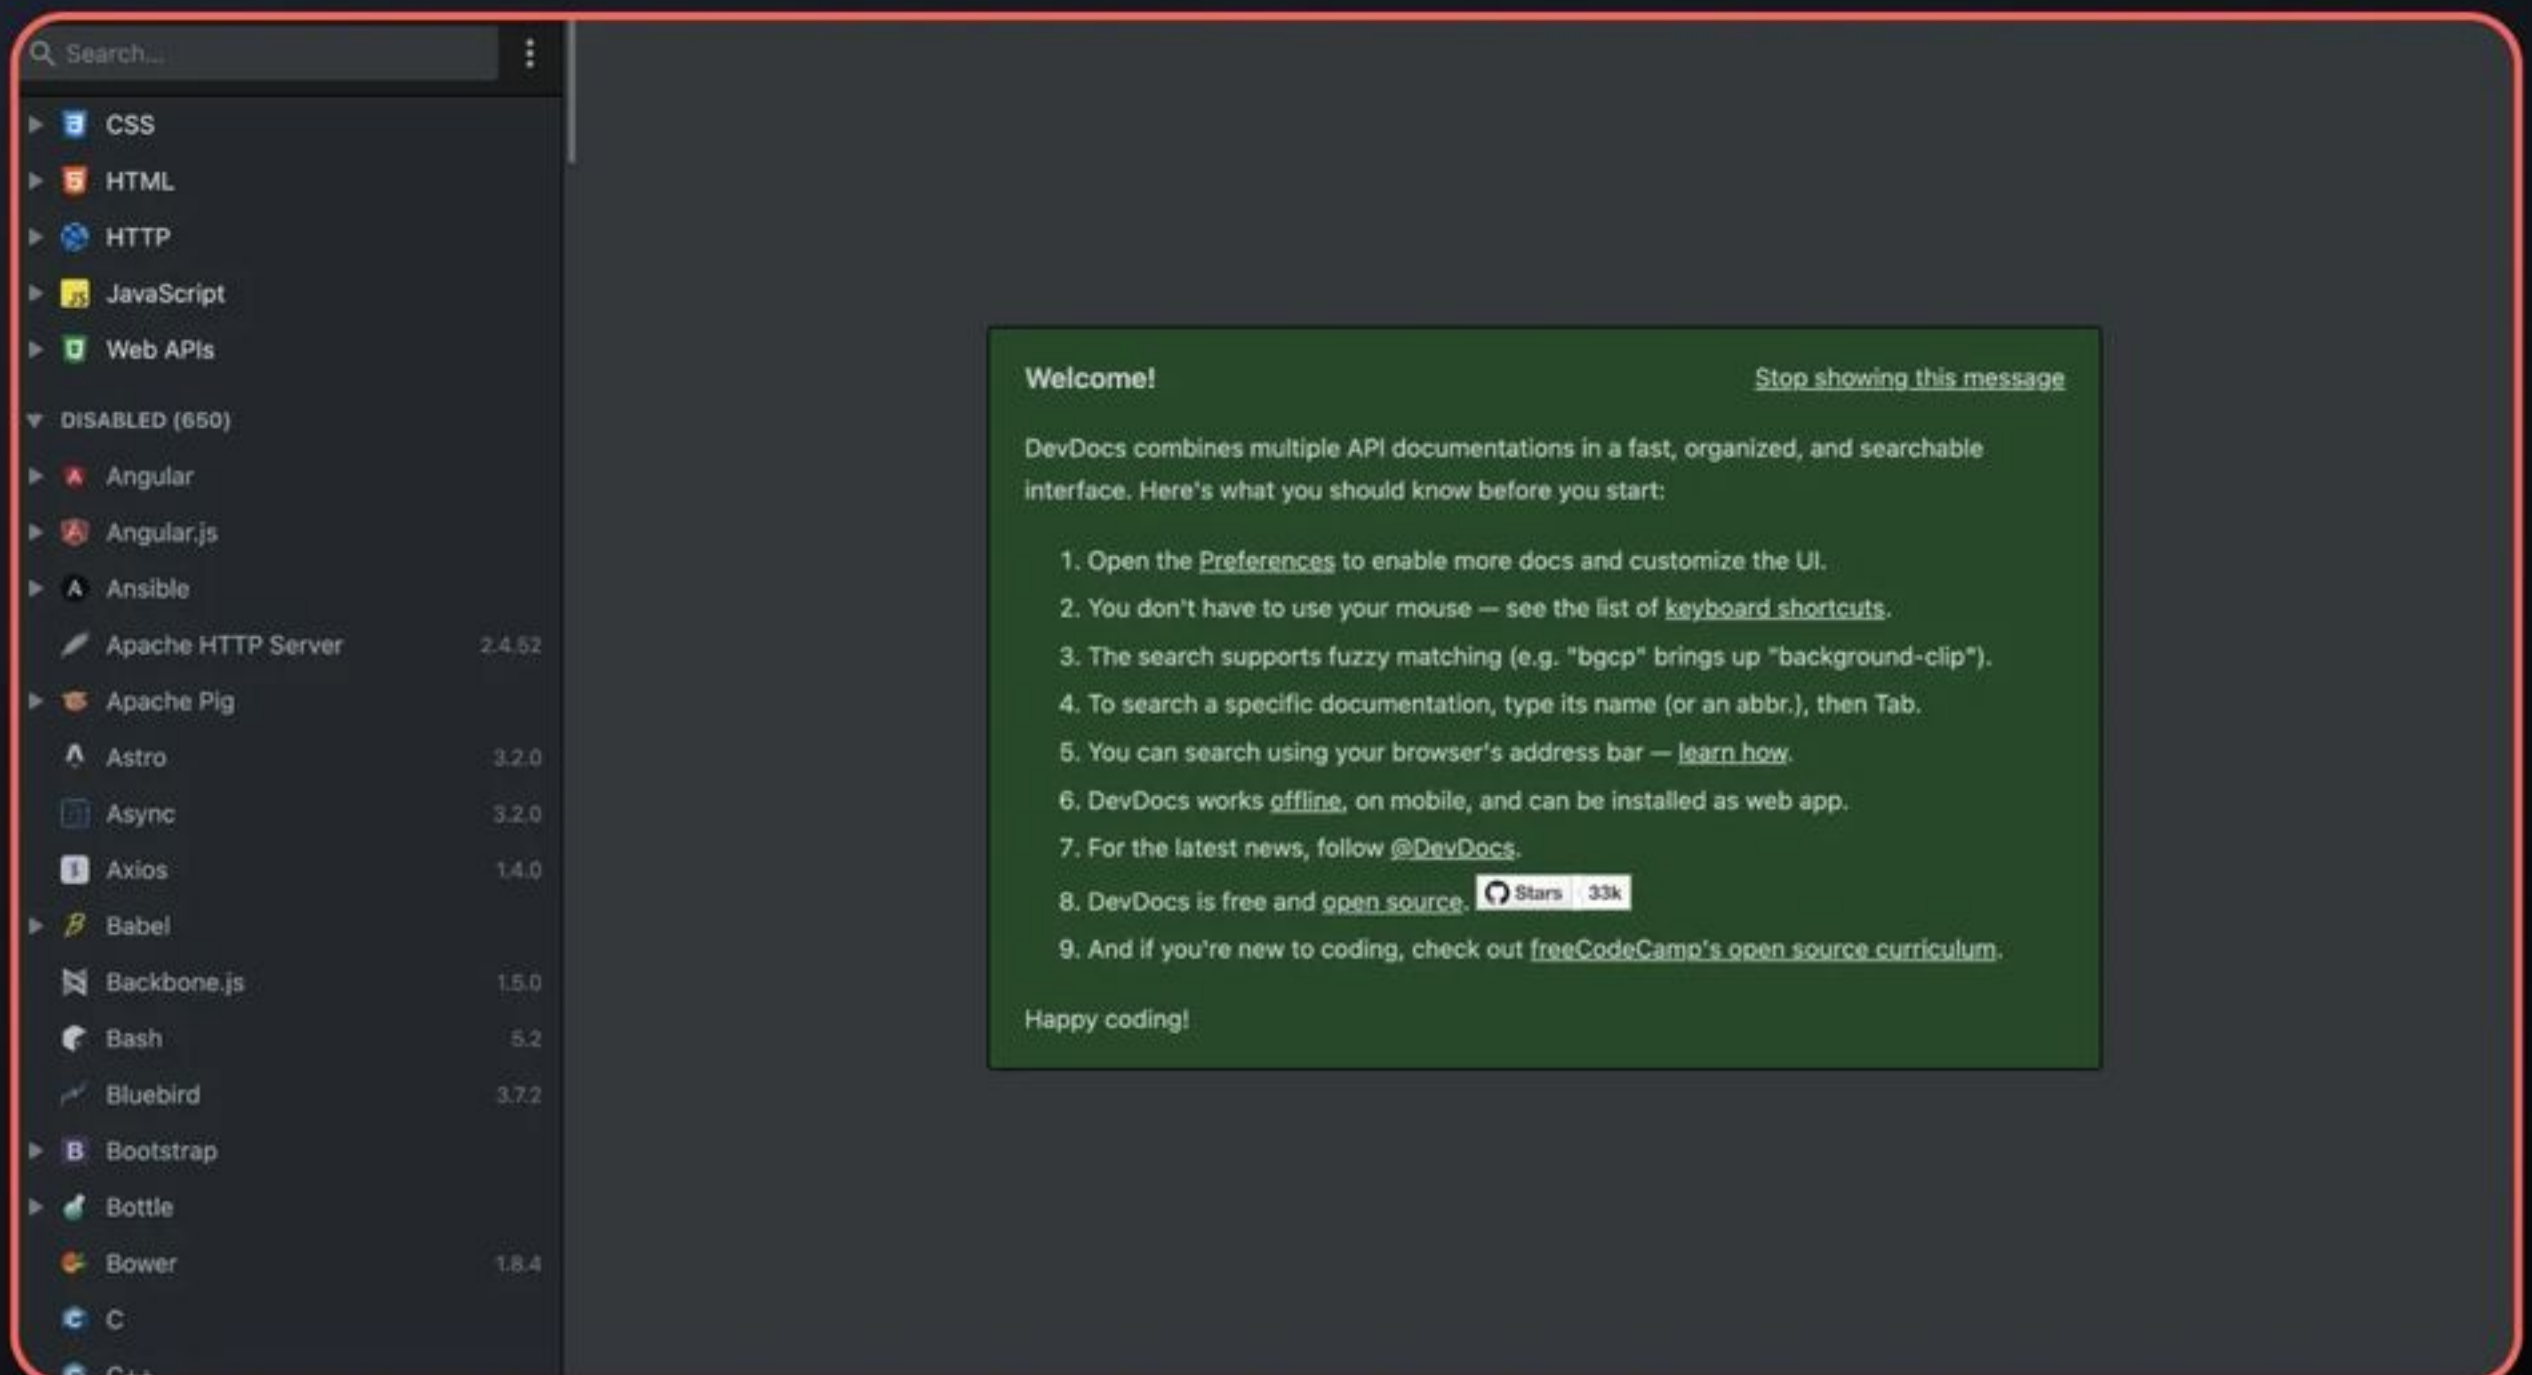 Search...
CSS
HTML
HTTP
JavaScript
Web APIs
DISABLED (650)
Angular
Angular.js
Ansible
Apache HTTP Server 2.4.52
Apache Pig
Astro 3.2.0
Async 3.2.0
Axios 1.4.0
Babel
Backbone.js 1.5.0
Bash 5.2
Bluebird 3.7.2
Bootstrap
Bottle
Bower 1.8.4
C
C++
Welcome! Stop showing this message
DevDocs combines multiple API documentations in a fast, organized, and searchable
interface. Here's what you should know before you start:
1. Open the Preferences to enable more docs and customize the UI.
2. You don't have to use your mouse — see the list of keyboard shortcuts.
3. The search supports fuzzy matching (e.g. "bgcp" brings up "background-clip").
4. To search a specific documentation, type its name (or an abbr.), then Tab.
5. You can search using your browser's address bar — learn how.
6. DevDocs works offline, on mobile, and can be installed as web app.
7. For the latest news, follow @DevDocs.
8. DevDocs is free and open source. Stars 33k
9. And if you're new to coding, check out freeCodeCamp's open source curriculum.
Happy coding!